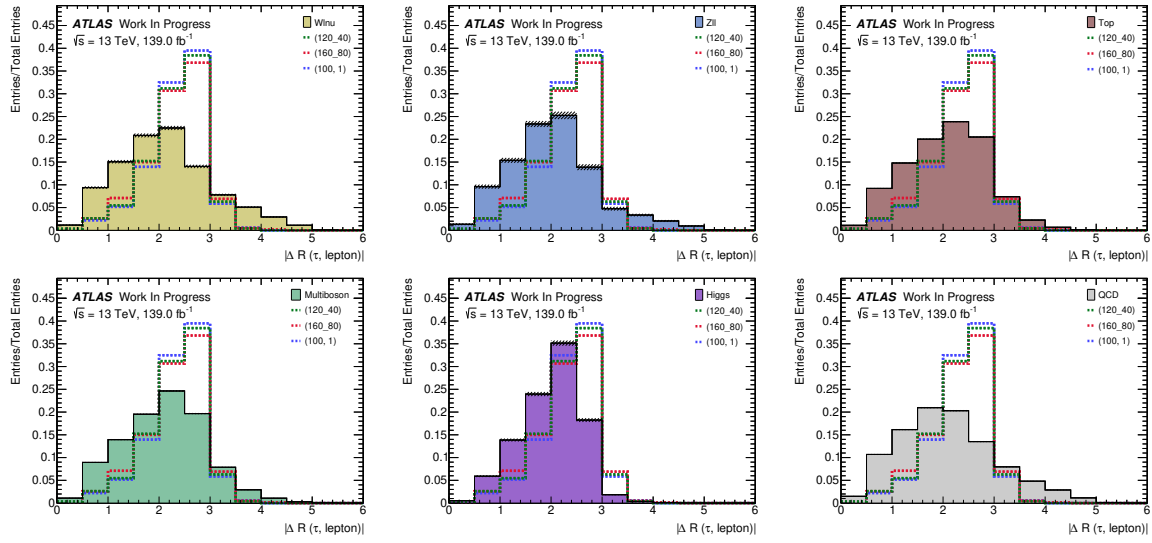 ATLAS Work In Progress
√s = 13 TeV, 139.0 fb⁻¹
Wlnu
(120_40)
(160_80)
(100, 1)
Entries/Total Entries
0.45
0.4
0.35
0.3
0.25
0.2
0.15
0.1
0.05
0
0 1 2 3 4 5 6
|Δ R (τ, lepton)|
ATLAS Work In Progress
√s = 13 TeV, 139.0 fb⁻¹
Zll
(120_40)
(160_80)
(100, 1)
Entries/Total Entries
0.45
0.4
0.35
0.3
0.25
0.2
0.15
0.1
0.05
0
0 1 2 3 4 5 6
|Δ R (τ, lepton)|
ATLAS Work In Progress
√s = 13 TeV, 139.0 fb⁻¹
Top
(120_40)
(160_80)
(100, 1)
Entries/Total Entries
0.45
0.4
0.35
0.3
0.25
0.2
0.15
0.1
0.05
0
0 1 2 3 4 5 6
|Δ R (τ, lepton)|
ATLAS Work In Progress
√s = 13 TeV, 139.0 fb⁻¹
Multiboson
(120_40)
(160_80)
(100, 1)
Entries/Total Entries
0.45
0.4
0.35
0.3
0.25
0.2
0.15
0.1
0.05
0
0 1 2 3 4 5 6
|Δ R (τ, lepton)|
ATLAS Work In Progress
√s = 13 TeV, 139.0 fb⁻¹
Higgs
(120_40)
(160_80)
(100, 1)
Entries/Total Entries
0.45
0.4
0.35
0.3
0.25
0.2
0.15
0.1
0.05
0
0 1 2 3 4 5 6
|Δ R (τ, lepton)|
ATLAS Work In Progress
√s = 13 TeV, 139.0 fb⁻¹
QCD
(120_40)
(160_80)
(100, 1)
Entries/Total Entries
0.45
0.4
0.35
0.3
0.25
0.2
0.15
0.1
0.05
0
0 1 2 3 4 5 6
|Δ R (τ, lepton)|